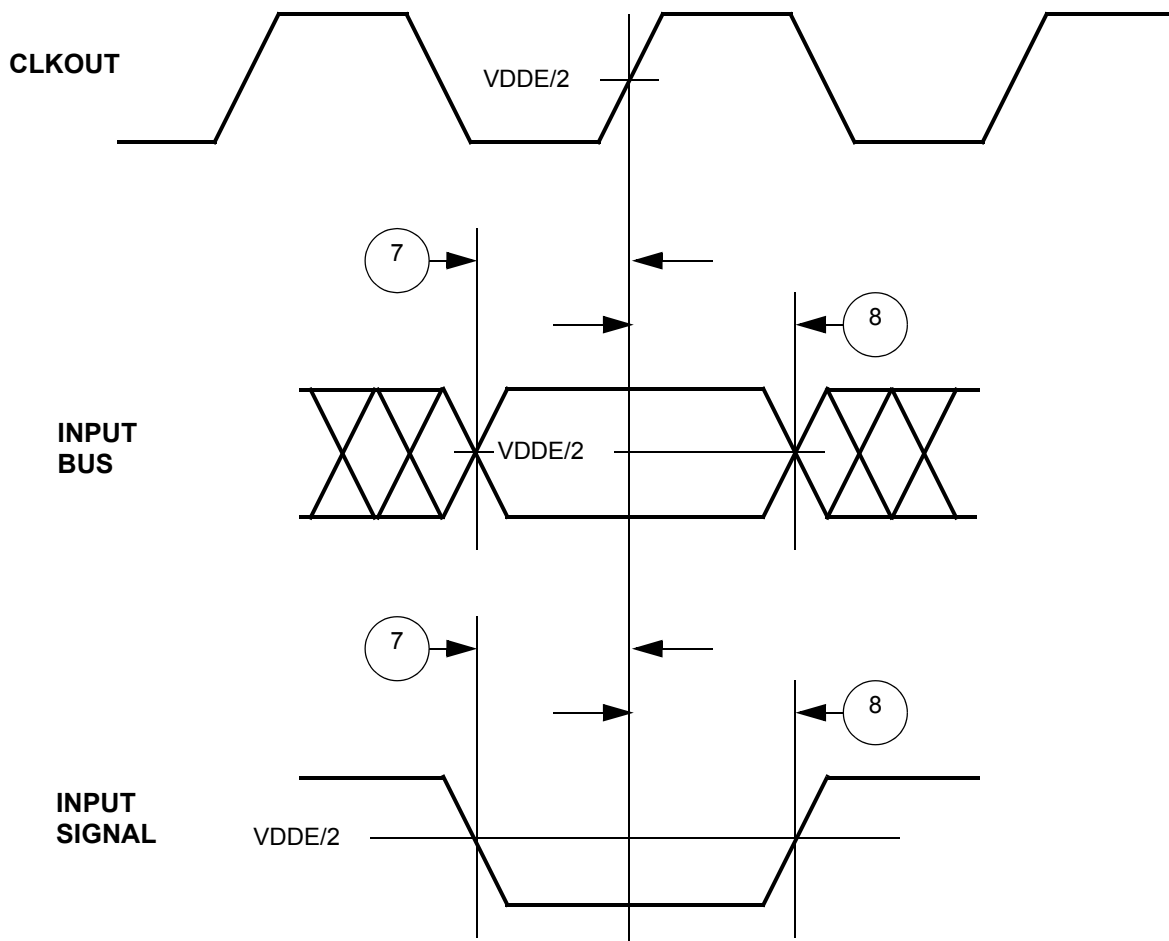 CLKOUT
VDDE/2
7
8
INPUT
BUS
VDDE/2
7
8
INPUT
SIGNAL
VDDE/2